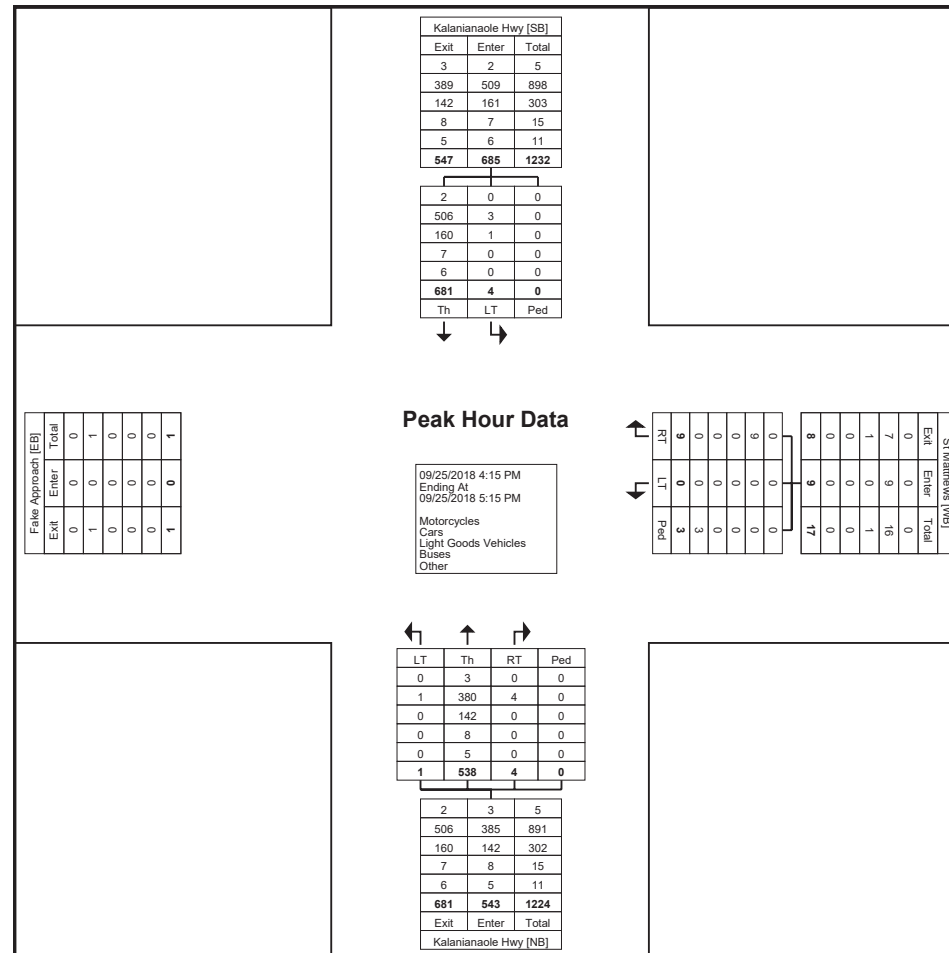 Kalanianaole Hwy [SB]
Exit Enter Total
3 2 5
389 509 898
142 161 303
8 7 15
5 6 11
547 685 1232
2 0 0
506 3 0
160 1 0
7 0 0
6 0 0
681 4 0
Th LT Ped
Fake Approach [EB]
Exit Enter Total
0 0 0
1 0 1
0 0 0
0 0 0
0 0 0
1 0 1
Peak Hour Data
09/25/2018 4:15 PM
Ending At
09/25/2018 5:15 PM
Motorcycles
Cars
Light Goods Vehicles
Buses
Other
St Matthews [WB]
Exit Enter Total
0 0 0
7 9 16
1 0 1
0 0 0
0 0 0
8 9 17
0 0 0
9 0 0
0 0 0
0 0 0
0 0 3
9 0 3
RT LT Ped
LT Th RT Ped
0 3 0 0
1 380 4 0
0 142 0 0
0 8 0 0
0 5 0 0
1 538 4 0
2 3 5
506 385 891
160 142 302
7 8 15
6 5 11
681 543 1224
Exit Enter Total
Kalanianaole Hwy [NB]